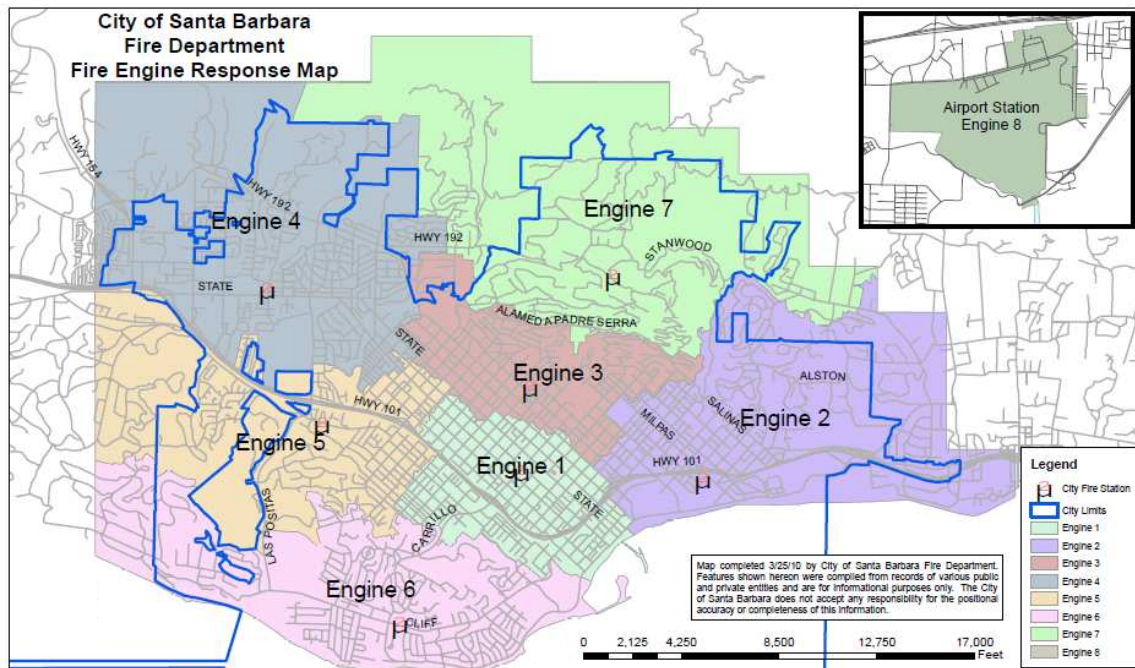 City of Santa Barbara
Fire Department
Fire Engine Response Map
Airport Station
Engine 8
HWY 154
HWY 192
Engine 4
Engine 7
HWY 192
STANWOOD
STATE
ALAMEDA PADRE SERRA
STATE
Engine 3
ALSTON
HWY 101
MILPAS
SALINAS
Engine 2
Engine 5
Engine 1
HWY 101
STATE
LAS POSITAS
CARRILLO
Engine 6
CLIFF
Legend
City Fire Station
City Limits
Engine 1
Engine 2
Engine 3
Engine 4
Engine 5
Engine 6
Engine 7
Engine 8
Map completed 3/25/10 by City of Santa Barbara Fire Department.
Features shown hereon were compiled from records of various public
and private entities and are for informational purposes only. The City
of Santa Barbara does not accept any responsibility for the positional
accuracy or completeness of this information.
0 2,125 4,250 8,500 12,750 17,000
Feet